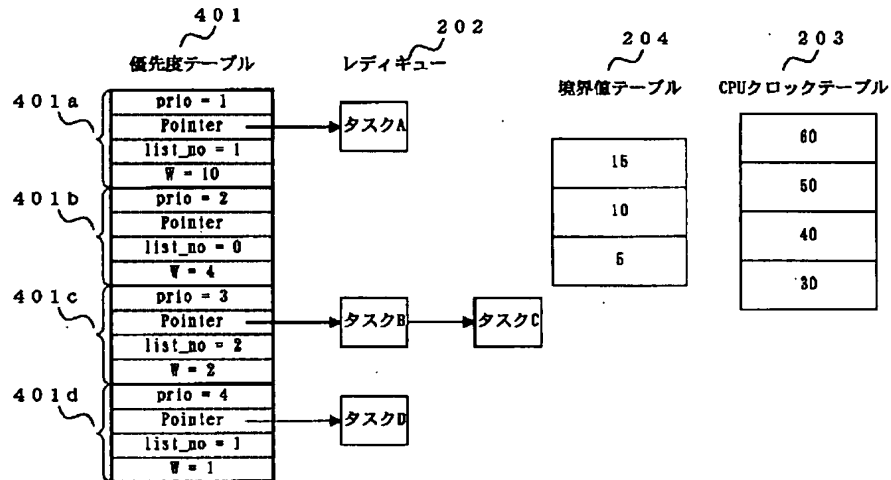 401
優先度テーブル
401a
prio = 1
Pointer
list_no = 1
W = 10
401b
prio = 2
Pointer
list_no = 0
W = 4
401c
prio = 3
Pointer
list_no = 2
W = 2
401d
prio = 4
Pointer
list_no = 1
W = 1
202
レディキュー
タスクA
タスクB
タスクC
タスクD
204
境界値テーブル
15
10
5
203
CPUクロックテーブル
60
50
40
30